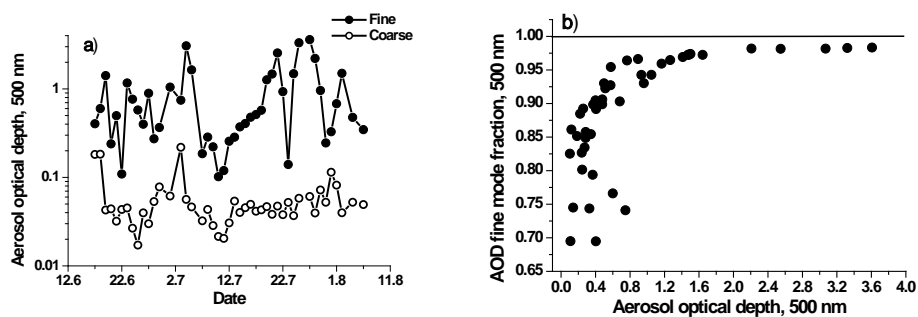 a)
Fine
Coarse
Aerosol optical depth, 500 nm
1
0.1
0.01
12.6 22.6 2.7 12.7 22.7 1.8 11.8
Date
b)
AOD fine mode fraction, 500 nm
1.00
0.95
0.90
0.85
0.80
0.75
0.70
0.65
0.0 0.4 0.8 1.2 1.6 2.0 2.4 2.8 3.2 3.6 4.0
Aerosol optical depth, 500 nm